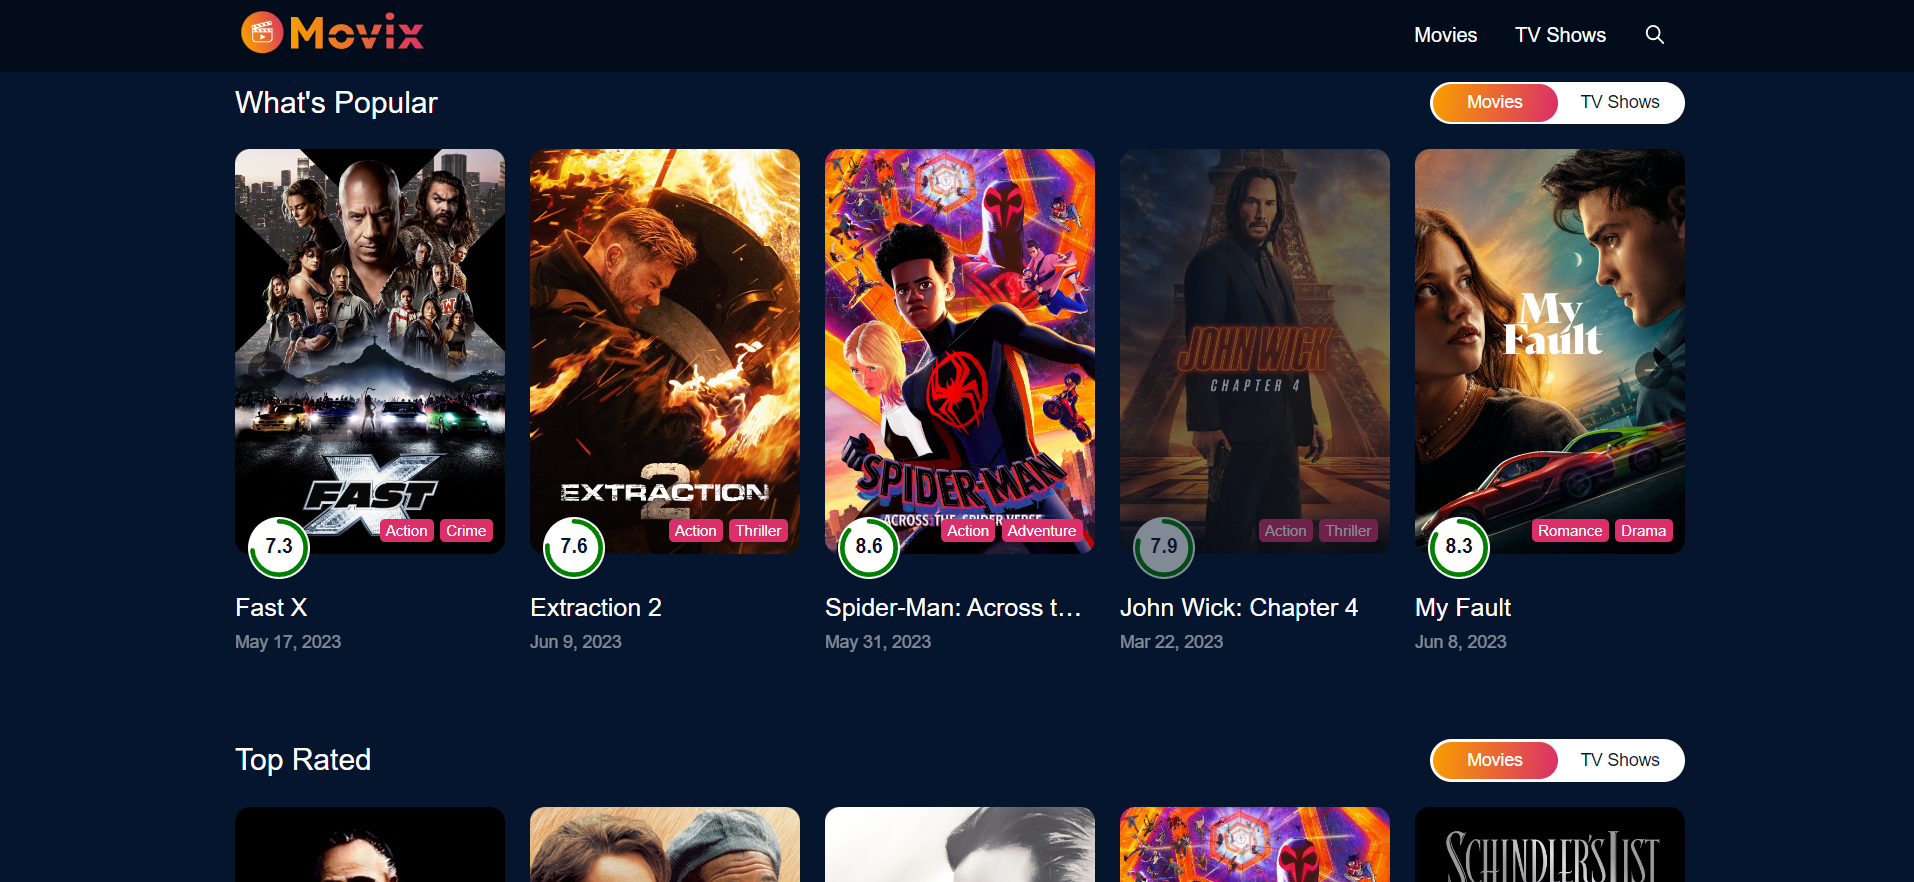 Movix
Movies TV Shows
What's Popular
Movies TV Shows
FAST X
Action Crime
7.3
Fast X
May 17, 2023
EXTRACTION 2
Action Thriller
7.6
Extraction 2
Jun 9, 2023
SPIDER-MAN
ACROSS THE SPIDER-VERSE
Action Adventure
8.6
Spider-Man: Across t...
May 31, 2023
JOHN WICK
CHAPTER 4
Action Thriller
7.9
John Wick: Chapter 4
Mar 22, 2023
My
Fault
Romance Drama
8.3
My Fault
Jun 8, 2023
Top Rated
Movies TV Shows
SCHINDLER'S LIST